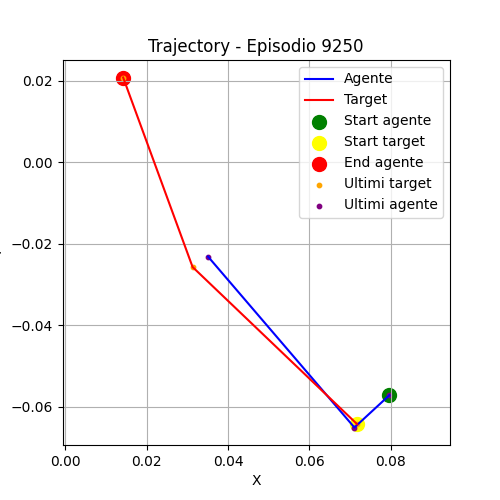 Trajectory - Episodio 9250
Agente
Target
Start agente
Start target
End agente
Ultimi target
Ultimi agente
0.02
0.00
−0.02
−0.04
−0.06
0.00 0.02 0.04 0.06 0.08
X